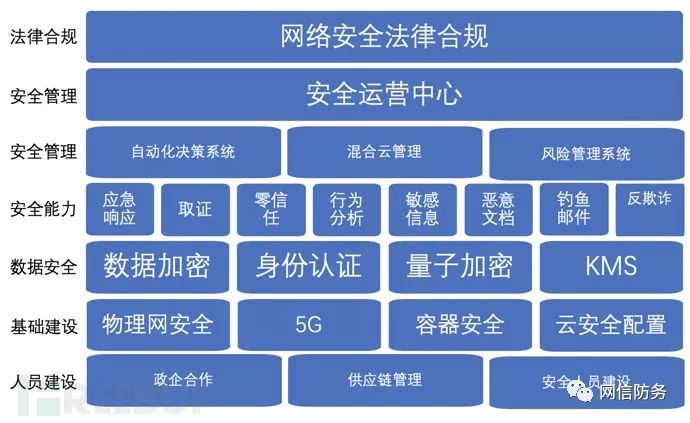 法律合规
网络安全法律合规
安全管理
安全运营中心
安全管理
自动化决策系统
混合云管理
风险管理系统
安全能力
应急
响应
取证
零信
任
行为
分析
敏感
信息
恶意
文档
钓鱼
邮件
反欺诈
数据安全
数据加密
身份认证
量子加密
KMS
基础建设
物理网安全
5G
容器安全
云安全配置
人员建设
政企合作
供应链管理
安全人员建设
网信防务
FREEBUF